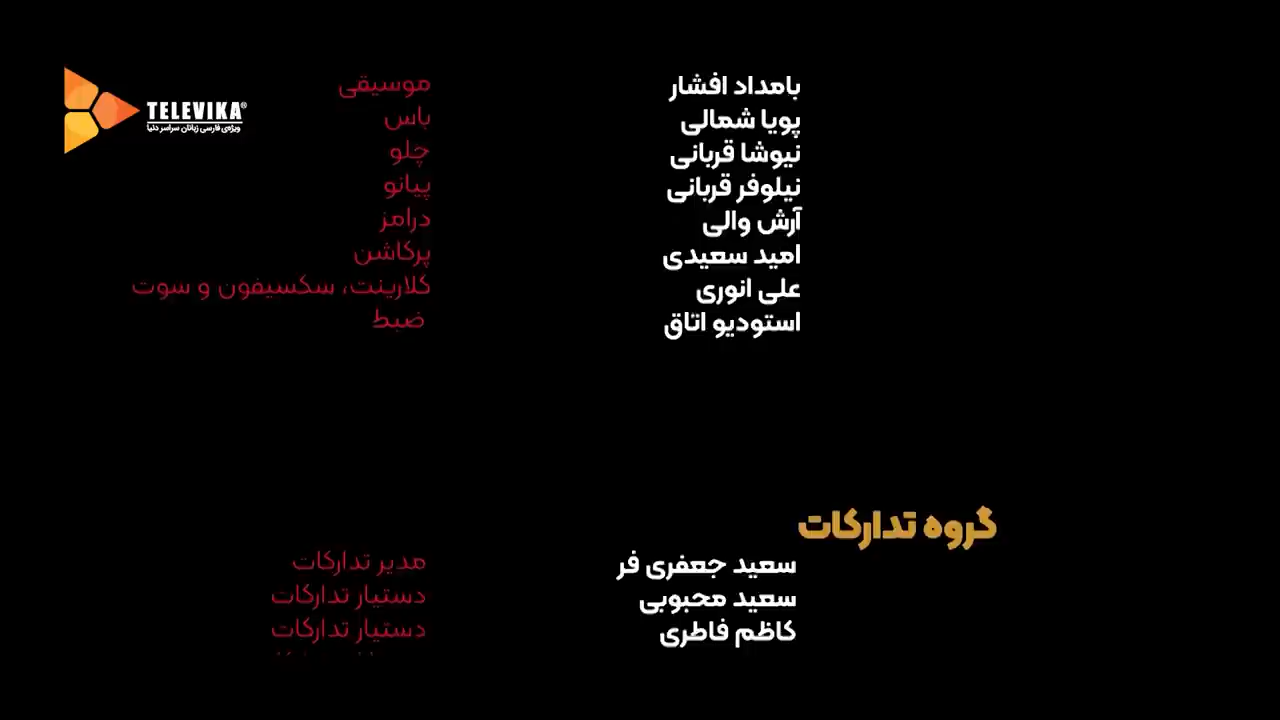 TELEVIKA®
ویژه‌ی فارسی زبانان سراسر دنیا
بامداد افشار موسیقی
پویا شمالی باس
نیوشا قربانی چلو
نیلوفر قربانی پیانو
آرش والی درامز
امید سعیدی پرکاشن
علی انوری کلارینت، سکسیفون و سوت
استودیو اتاق ضبط
گروه تدارکات
سعید جعفری فر مدیر تدارکات
سعید محبوبی دستیار تدارکات
کاظم فاطری دستیار تدارکات